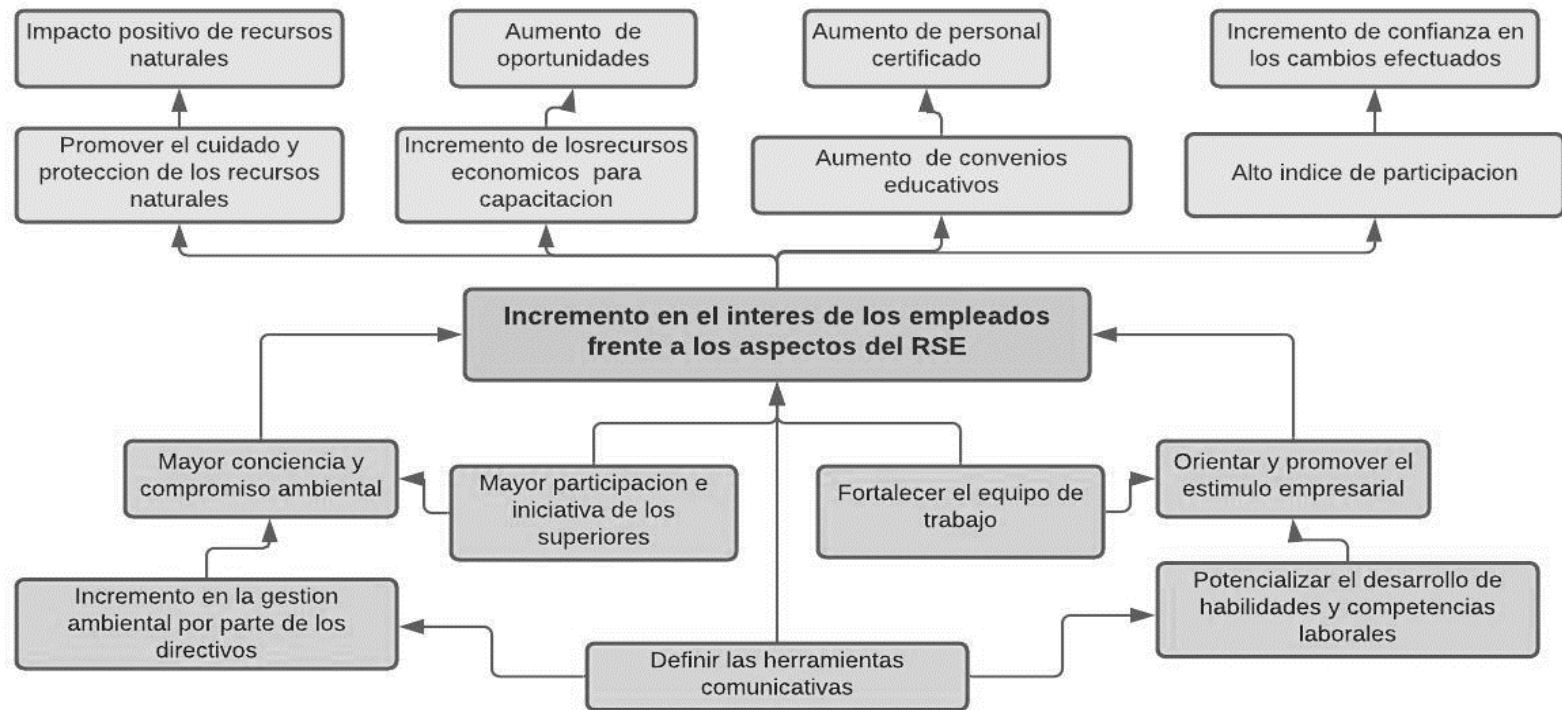 Impacto positivo de recursos
naturales
Aumento de
oportunidades
Aumento de personal
certificado
Incremento de confianza en
los cambios efectuados
Promover el cuidado y
proteccion de los recursos
naturales
Incremento de losrecursos
economicos para
capacitacion
Aumento de convenios
educativos
Alto indice de participacion
Incremento en el interes de los empleados
frente a los aspectos del RSE
Mayor conciencia y
compromiso ambiental
Mayor participacion e
iniciativa de los
superiores
Fortalecer el equipo de
trabajo
Orientar y promover el
estimulo empresarial
Incremento en la gestion
ambiental por parte de los
directivos
Definir las herramientas
comunicativas
Potencializar el desarrollo de
habilidades y competencias
laborales